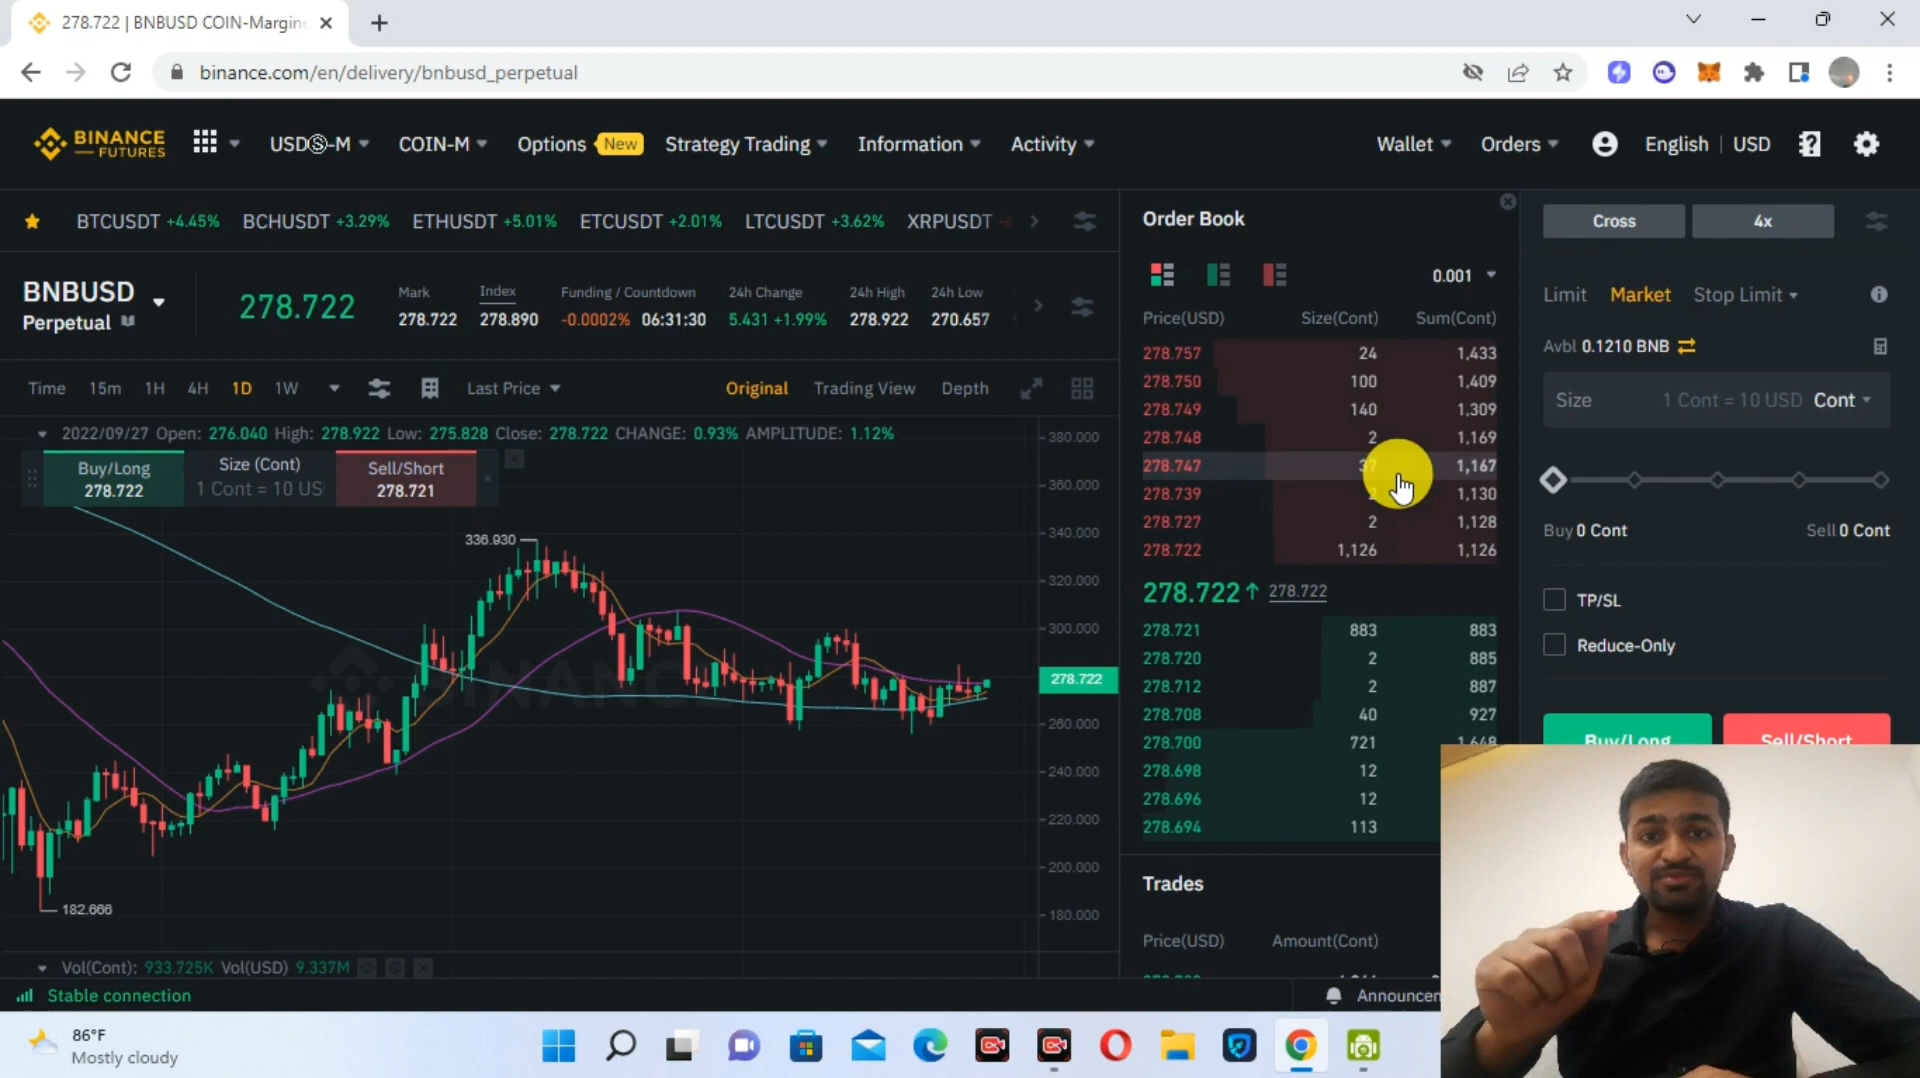 278.722 | BNBUSD COIN-Margin
binance.com/en/delivery/bnbusd_perpetual
BINANCE
FUTURES
USDⓈ-M
COIN-M
Options New
Strategy Trading
Information
Activity
Wallet
Orders
English | USD
BTCUSDT +4.45% BCHUSDT +3.29% ETHUSDT +5.01% ETCUSDT +2.01% LTCUSDT +3.62% XRPUSDT
BNBUSD
Perpetual
278.722
Mark
278.722
Index
278.890
Funding / Countdown
-0.0002% 06:31:30
24h Change
5.431 +1.99%
24h High
278.922
24h Low
270.657
Time 15m 1H 4H 1D 1W
Last Price
Original Trading View Depth
2022/09/27 Open: 276.040 High: 278.922 Low: 275.828 Close: 278.722 CHANGE: 0.93% AMPLITUDE: 1.12%
Buy/Long
278.722
Size (Cont)
1 Cont = 10 US
Sell/Short
278.721
336.930
182.666
BINANCE
380.000
360.000
340.000
320.000
300.000
278.722
260.000
240.000
220.000
200.000
180.000
Vol(Cont): 933.725K Vol(USD) 9.337M
Stable connection
Order Book
0.001
Price(USD) Size(Cont) Sum(Cont)
278.757 24 1,433
278.750 100 1,409
278.749 140 1,309
278.748 2 1,169
278.747 37 1,167
278.739 2 1,130
278.727 2 1,128
278.722 1,126 1,126
278.722↑ 278.722
278.721 883 883
278.720 2 885
278.712 2 887
278.708 40 927
278.700 721 1,648
278.698 12
278.696 12
278.694 113
Trades
Price(USD) Amount(Cont)
Announcen
Cross 4x
Limit Market Stop Limit
Avbl 0.1210 BNB
Size 1 Cont = 10 USD Cont
Buy 0 Cont Sell 0 Cont
TP/SL
Reduce-Only
Buy/Long Sell/Short
86°F
Mostly cloudy